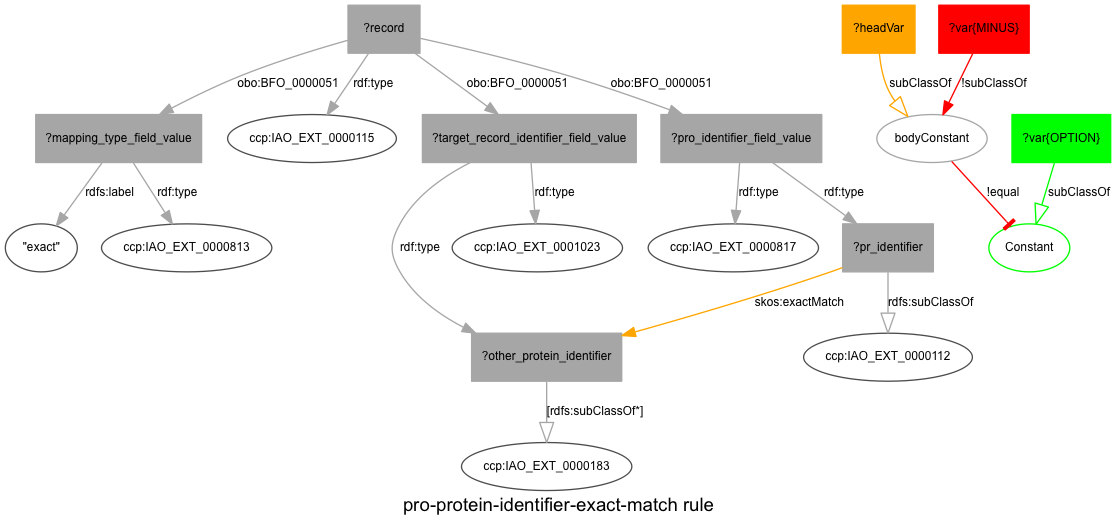 ?record
?headVar
?var{MINUS}
obo:BFO_0000051
rdf:type
obo:BFO_0000051
obo:BFO_0000051
subClassOf
!subClassOf
?mapping_type_field_value
ccp:IAO_EXT_0000115
?target_record_identifier_field_value
?pro_identifier_field_value
bodyConstant
?var{OPTION}
rdfs:label
rdf:type
rdf:type
rdf:type
rdf:type
!equal
subClassOf
"exact"
ccp:IAO_EXT_0000813
rdf:type
ccp:IAO_EXT_0001023
ccp:IAO_EXT_0000817
?pr_identifier
Constant
skos:exactMatch
rdfs:subClassOf
?other_protein_identifier
ccp:IAO_EXT_0000112
[rdfs:subClassOf*]
ccp:IAO_EXT_0000183
pro-protein-identifier-exact-match rule